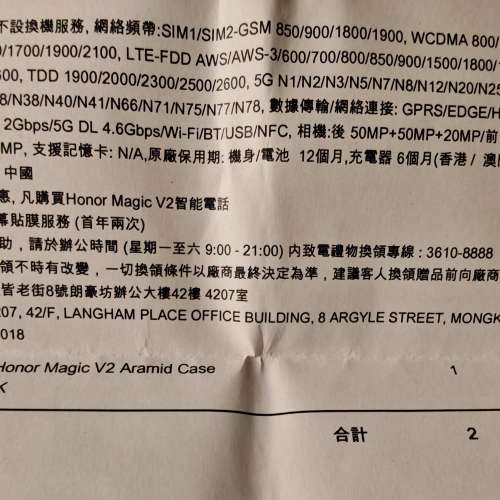 不設換機服務, 網絡頻帶:SIM1/SIM2-GSM 850/900/1800/1900, WCDMA 800/
/1700/1900/2100, LTE-FDD AWS/AWS-3/600/700/800/850/900/1500/1800/1
600, TDD 1900/2000/2300/2500/2600, 5G N1/N2/N3/N5/N7/N8/N12/N20/N25
8/N38/N40/N41/N66/N71/N75/N77/N78, 數據傳輸/網絡連接: GPRS/EDGE/H
2Gbps/5G DL 4.6Gbps/Wi-Fi/BT/USB/NFC, 相機:後 50MP+50MP+20MP/前
MP, 支援記憶卡: N/A,原廠保用期: 機身/電池 12個月,充電器 6個月(香港 / 澳
中國
惠, 凡購買Honor Magic V2智能電話
幕貼膜服務 (首年兩次)
助，請於辦公時間 (星期一至六 9:00 - 21:00) 內致電禮物換領專線 : 3610-8888
領不時有改變，一切換領條件以廠商最終決定為準，建議客人換領贈品前向廠商
皆老街8號朗豪坊辦公大樓42樓 4207室
207, 42/F, LANGHAM PLACE OFFICE BUILDING, 8 ARGYLE STREET, MONGK
018
Honor Magic V2 Aramid Case 1
K
合計 2